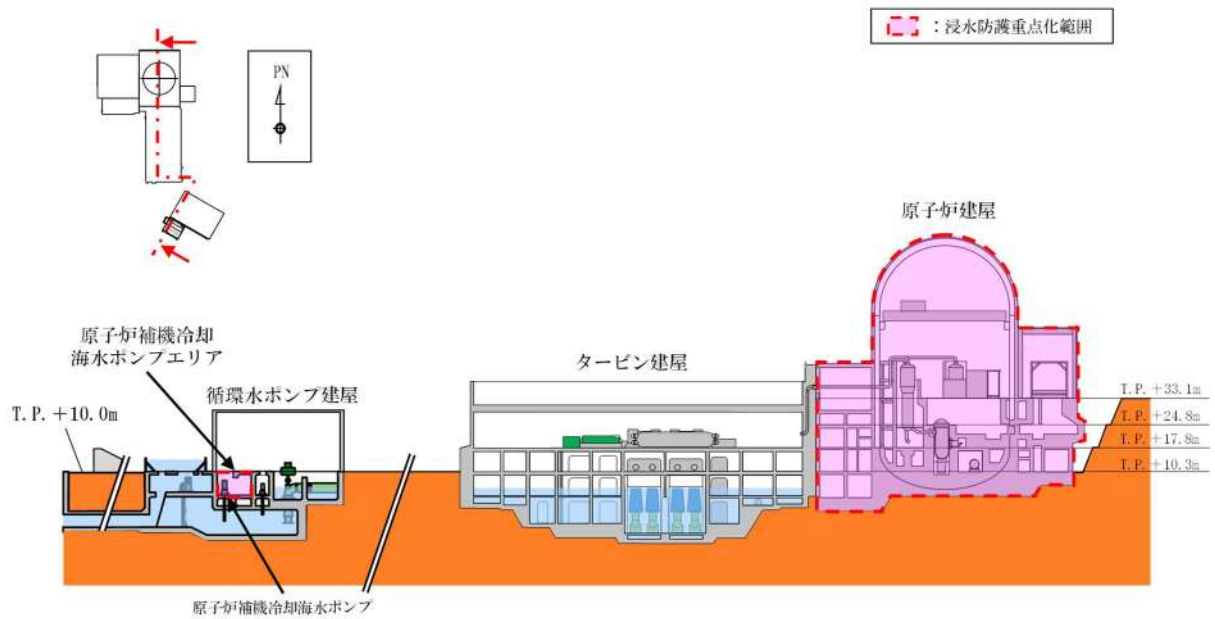 ：浸水防護重点化範囲
PN
原子炉建屋
原子炉補機冷却
海水ポンプエリア
循環水ポンプ建屋
タービン建屋
T.P. +10.0m
T.P. +33.1m
T.P. +24.8m
T.P. +17.8m
T.P. +10.3m
原子炉補機冷却海水ポンプ